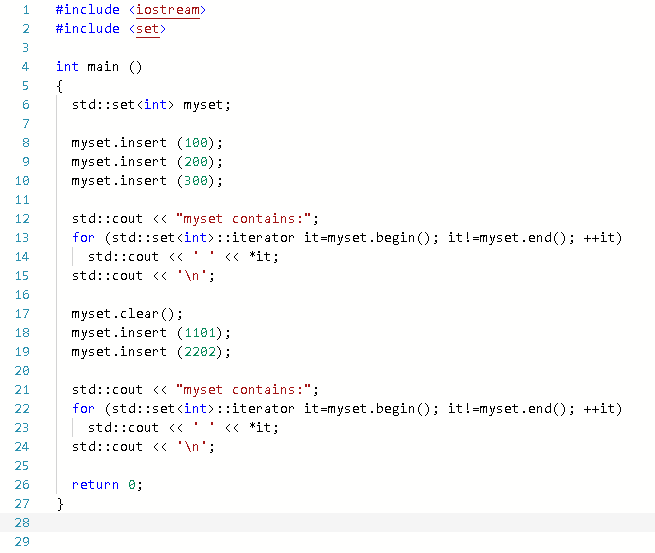 1 #include <iostream>
2 #include <set>
3
4 int main ()
5 {
6   std::set<int> myset;
7
8   myset.insert (100);
9   myset.insert (200);
10   myset.insert (300);
11
12   std::cout << "myset contains:";
13   for (std::set<int>::iterator it=myset.begin(); it!=myset.end(); ++it)
14     std::cout << ' ' << *it;
15   std::cout << '\n';
16
17   myset.clear();
18   myset.insert (1101);
19   myset.insert (2202);
20
21   std::cout << "myset contains:";
22   for (std::set<int>::iterator it=myset.begin(); it!=myset.end(); ++it)
23     std::cout << ' ' << *it;
24   std::cout << '\n';
25
26   return 0;
27 }
28
29